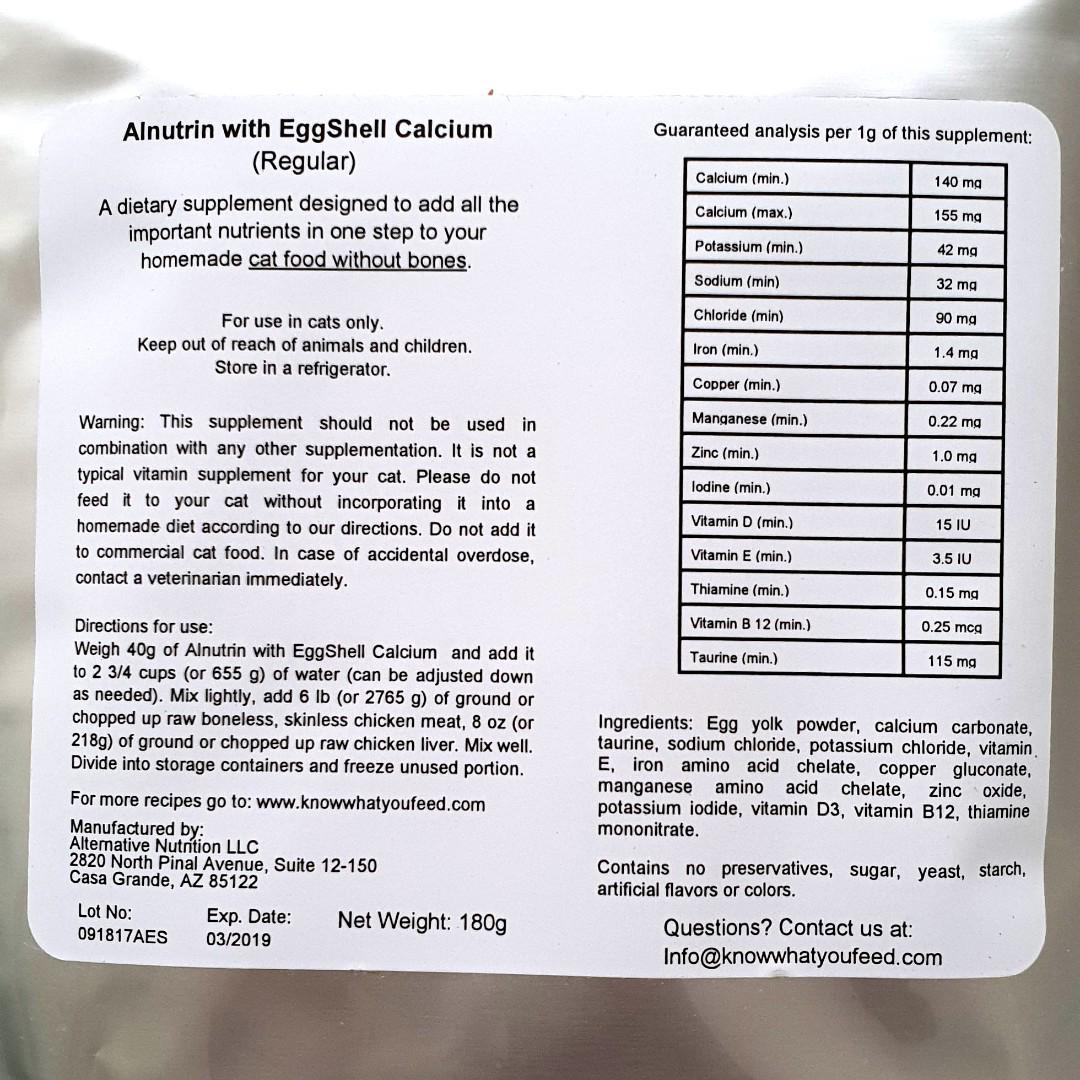 Alnutrin with EggShell Calcium
(Regular)
A dietary supplement designed to add all the
important nutrients in one step to your
homemade cat food without bones.
For use in cats only.
Keep out of reach of animals and children.
Store in a refrigerator.
Warning: This supplement should not be used in
combination with any other supplementation. It is not a
typical vitamin supplement for your cat. Please do not
feed it to your cat without incorporating it into a
homemade diet according to our directions. Do not add it
to commercial cat food. In case of accidental overdose,
contact a veterinarian immediately.
Directions for use:
Weigh 40g of Alnutrin with EggShell Calcium and add it
to 2 3/4 cups (or 655 g) of water (can be adjusted down
as needed). Mix lightly, add 6 lb (or 2765 g) of ground or
chopped up raw boneless, skinless chicken meat, 8 oz (or
218g) of ground or chopped up raw chicken liver. Mix well.
Divide into storage containers and freeze unused portion.
For more recipes go to: www.knowwhatyoufeed.com
Manufactured by:
Alternative Nutrition LLC
2820 North Pinal Avenue, Suite 12-150
Casa Grande, AZ 85122
Lot No:
091817AES
Exp. Date:
03/2019
Net Weight: 180g
Guaranteed analysis per 1g of this supplement:
Calcium (min.) 140 mg
Calcium (max.) 155 mg
Potassium (min.) 42 mg
Sodium (min) 32 mg
Chloride (min) 90 mg
Iron (min.) 1.4 mg
Copper (min.) 0.07 mg
Manganese (min.) 0.22 mg
Zinc (min.) 1.0 mg
Iodine (min.) 0.01 mg
Vitamin D (min.) 15 IU
Vitamin E (min.) 3.5 IU
Thiamine (min.) 0.15 mg
Vitamin B 12 (min.) 0.25 mcg
Taurine (min.) 115 mg
Ingredients: Egg yolk powder, calcium carbonate,
taurine, sodium chloride, potassium chloride, vitamin
E, iron amino acid chelate, copper gluconate,
manganese amino acid chelate, zinc oxide,
potassium iodide, vitamin D3, vitamin B12, thiamine
mononitrate.
Contains no preservatives, sugar, yeast, starch,
artificial flavors or colors.
Questions? Contact us at:
Info@knowwhatyoufeed.com